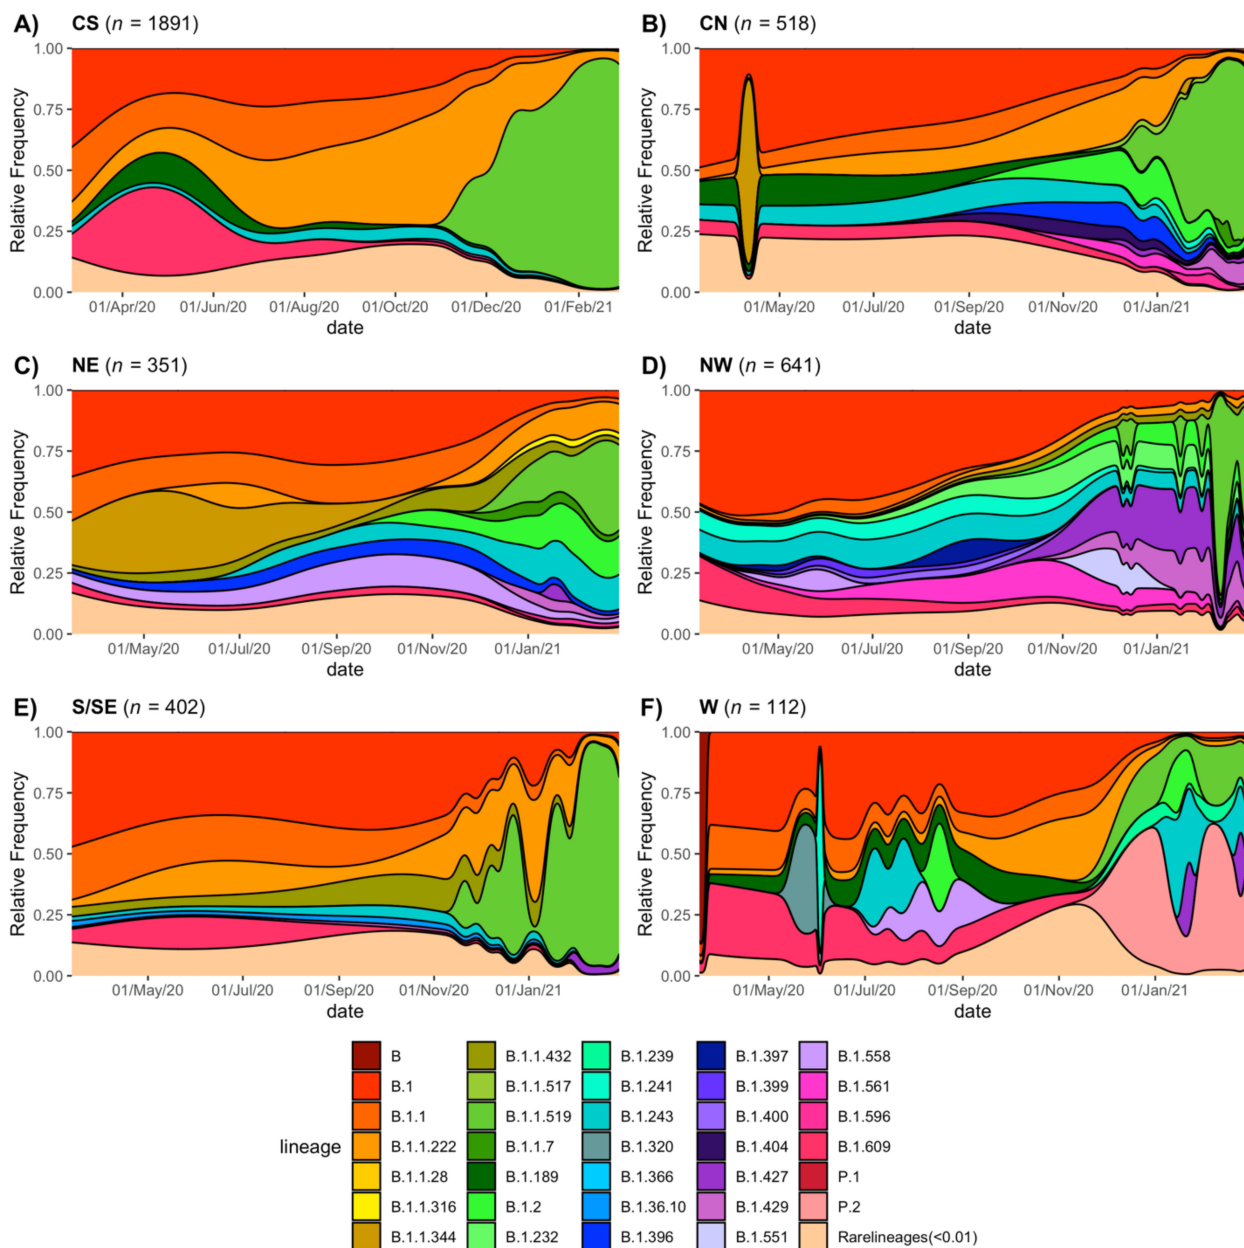 A) CS (n = 1891)
1.00
0.75
0.50
0.25
0.00
Relative Frequency
01/Apr/20 01/Jun/20 01/Aug/20 01/Oct/20 01/Dec/20 01/Feb/21
date
B) CN (n = 518)
1.00
0.75
0.50
0.25
0.00
Relative Frequency
01/May/20 01/Jul/20 01/Sep/20 01/Nov/20 01/Jan/21
date
C) NE (n = 351)
1.00
0.75
0.50
0.25
0.00
Relative Frequency
01/May/20 01/Jul/20 01/Sep/20 01/Nov/20 01/Jan/21
date
D) NW (n = 641)
1.00
0.75
0.50
0.25
0.00
Relative Frequency
01/May/20 01/Jul/20 01/Sep/20 01/Nov/20 01/Jan/21
date
E) S/SE (n = 402)
1.00
0.75
0.50
0.25
0.00
Relative Frequency
01/May/20 01/Jul/20 01/Sep/20 01/Nov/20 01/Jan/21
date
F) W (n = 112)
1.00
0.75
0.50
0.25
0.00
Relative Frequency
01/May/20 01/Jul/20 01/Sep/20 01/Nov/20 01/Jan/21
date
lineage
B
B.1
B.1.1
B.1.1.222
B.1.1.28
B.1.1.316
B.1.1.344
B.1.1.432
B.1.1.517
B.1.1.519
B.1.1.7
B.1.189
B.1.2
B.1.232
B.1.239
B.1.241
B.1.243
B.1.320
B.1.366
B.1.36.10
B.1.396
B.1.397
B.1.399
B.1.400
B.1.404
B.1.427
B.1.429
B.1.551
B.1.558
B.1.561
B.1.596
B.1.609
P.1
P.2
Rarelineages(<0.01)